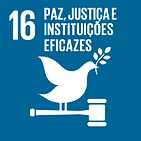 16 PAZ, JUSTIÇA E
INSTITUIÇÕES
EFICAZES